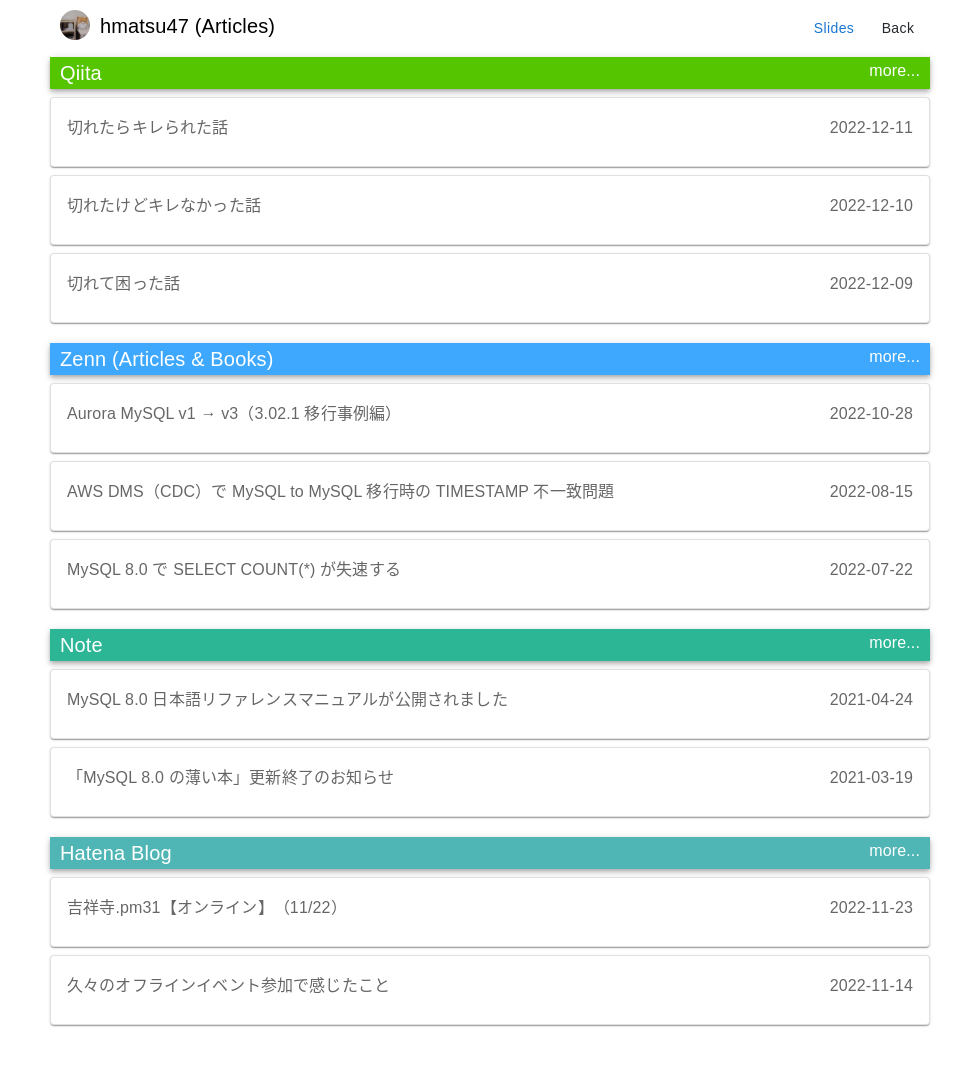 hmatsu47 (Articles)
Slides
Back
Qiita
more...
切れたらキレられた話
2022-12-11
切れたけどキレなかった話
2022-12-10
切れて困った話
2022-12-09
Zenn (Articles & Books)
more...
Aurora MySQL v1 → v3（3.02.1 移行事例編）
2022-10-28
AWS DMS（CDC）で MySQL to MySQL 移行時の TIMESTAMP 不一致問題
2022-08-15
MySQL 8.0 で SELECT COUNT(*) が失速する
2022-07-22
Note
more...
MySQL 8.0 日本語リファレンスマニュアルが公開されました
2021-04-24
「MySQL 8.0 の薄い本」更新終了のお知らせ
2021-03-19
Hatena Blog
more...
吉祥寺.pm31【オンライン】（11/22）
2022-11-23
久々のオフラインイベント参加で感じたこと
2022-11-14